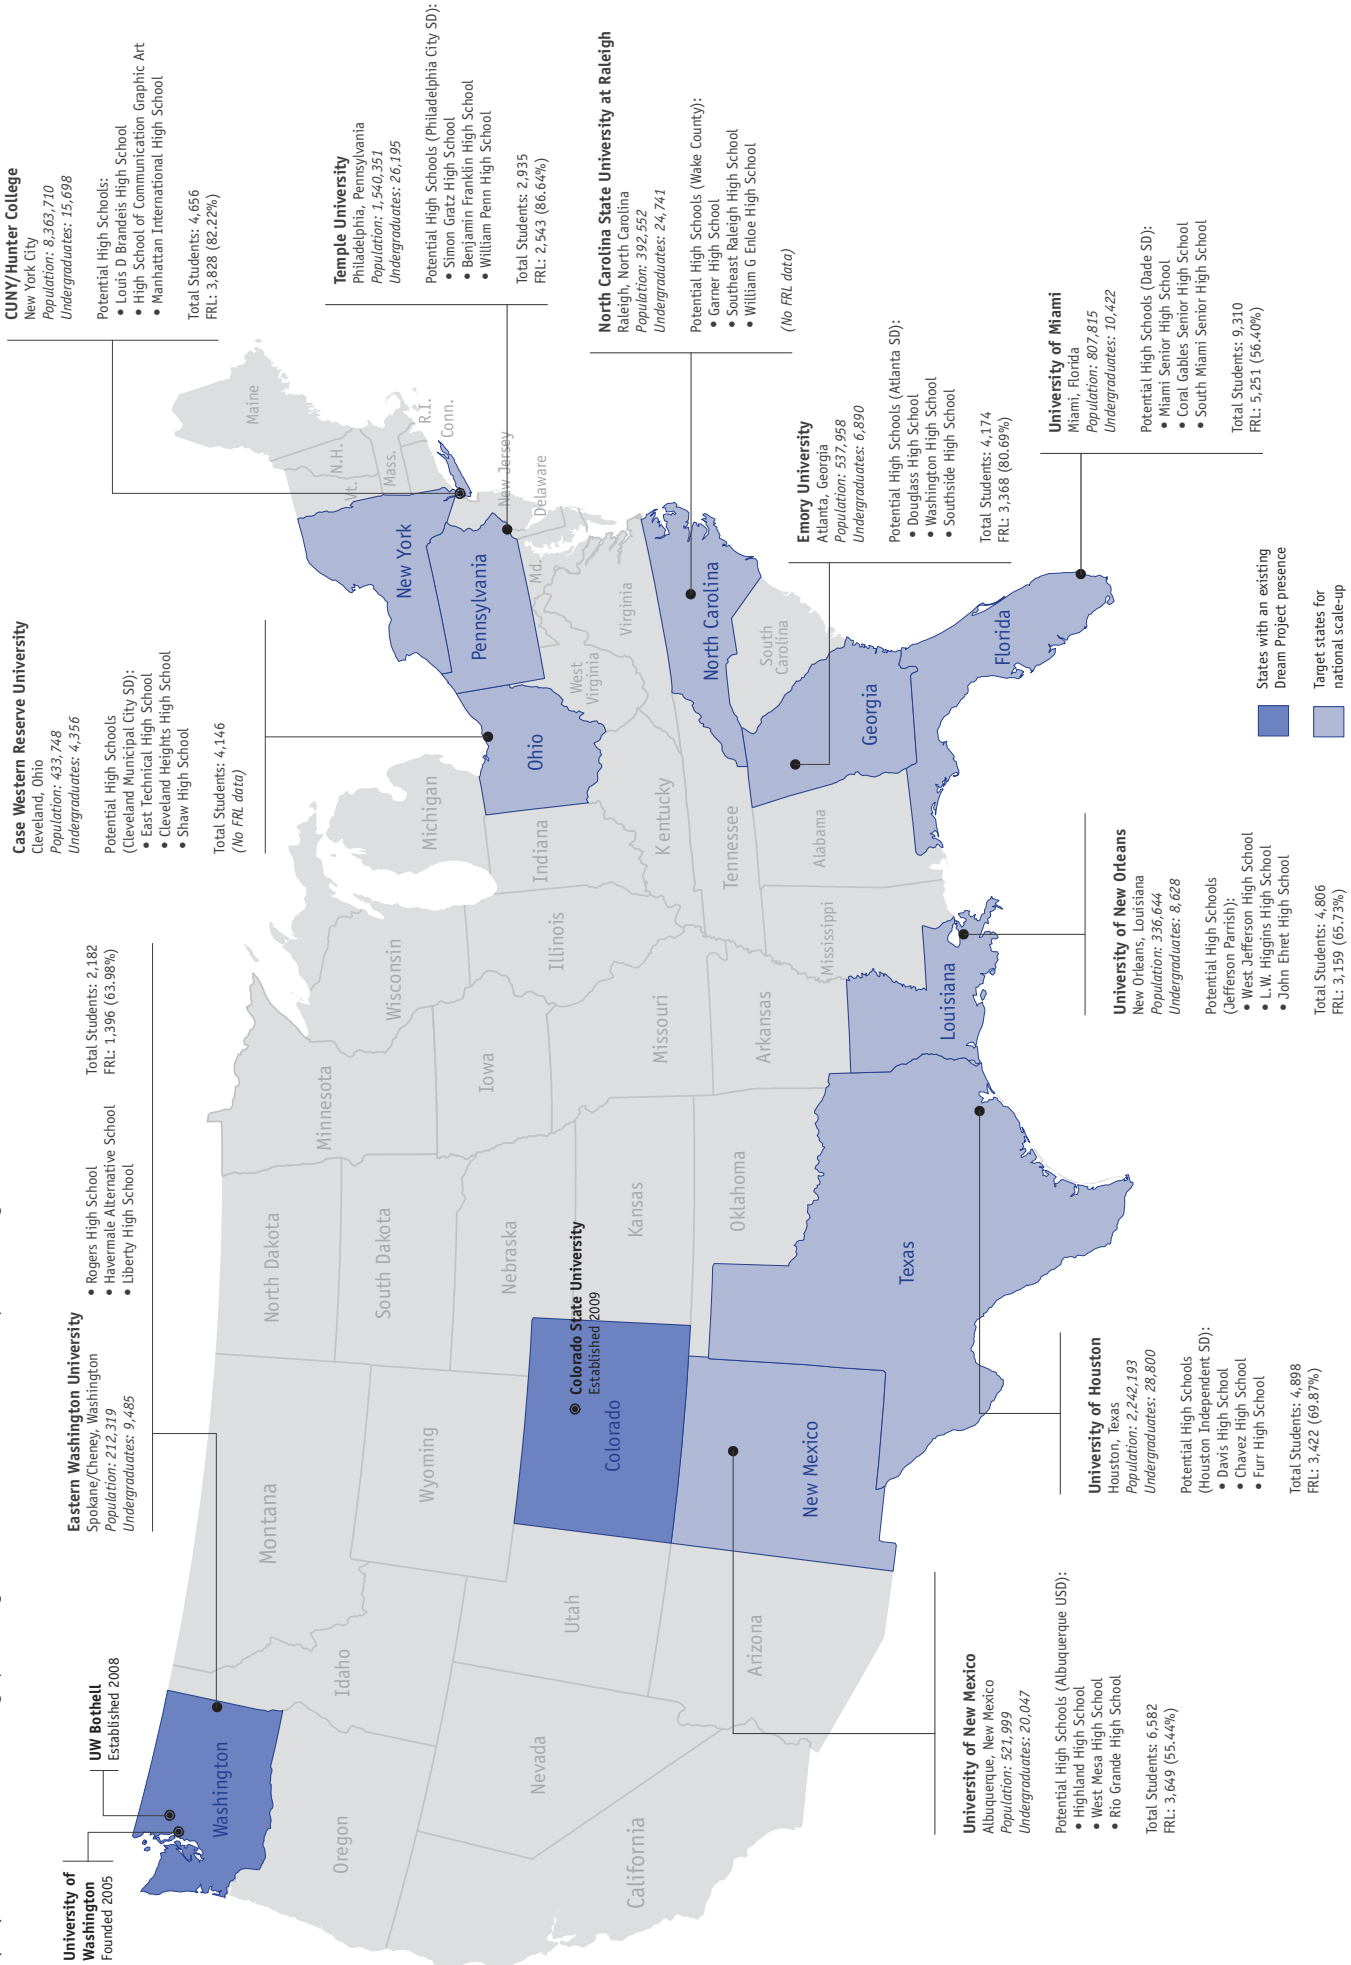 University of
Washington
Founded 2005
UW Bothell
Established 2008
Eastern Washington University
Spokane/Cheney, Washington
Population: 212,319
Undergraduates: 9,485
• Rogers High School
• Havermale Alternative School
• Liberty High School
Total Students: 2,182
FRL: 1,396 (63.98%)
Case Western Reserve University
Cleveland, Ohio
Population: 433,748
Undergraduates: 4,356
Potential High Schools
(Cleveland Municipal City SD):
• East Technical High School
• Cleveland Heights High School
• Shaw High School
Total Students: 4,146
(No FRL data)
CUNY/Hunter College
New York City
Population: 8,363,710
Undergraduates: 15,698
Potential High Schools:
• Louis D Brandeis High School
• High School of Communication Graphic Art
• Manhattan International High School
Total Students: 4,656
FRL: 3,828 (82.22%)
Temple University
Philadelphia, Pennsylvania
Population: 1,540,351
Undergraduates: 26,195
Potential High Schools (Philadelphia City SD):
• Simon Gratz High School
• Benjamin Franklin High School
• William Penn High School
Total Students: 2,935
FRL: 2,543 (86.64%)
North Carolina State University at Raleigh
Raleigh, North Carolina
Population: 392,552
Undergraduates: 24,741
Potential High Schools (Wake County):
• Garner High School
• Southeast Raleigh High School
• William G Enloe High School
(No FRL data)
Emory University
Atlanta, Georgia
Population: 537,958
Undergraduates: 6,890
Potential High Schools (Atlanta SD):
• Douglass High School
• Washington High School
• Southside High School
Total Students: 4,174
FRL: 3,368 (80.69%)
University of Miami
Miami, Florida
Population: 807,815
Undergraduates: 10,422
Potential High Schools (Dade SD):
• Miami Senior High School
• Coral Gables Senior High School
• South Miami Senior High School
Total Students: 9,310
FRL: 5,251 (56.40%)
University of New Orleans
New Orleans, Louisiana
Population: 336,644
Undergraduates: 8,628
Potential High Schools
(Jefferson Parrish):
• West Jefferson High School
• L.W. Higgins High School
• John Ehret High School
Total Students: 4,806
FRL: 3,159 (65.73%)
University of Houston
Houston, Texas
Population: 2,242,193
Undergraduates: 28,800
Potential High Schools
(Houston Independent SD):
• Davis High School
• Chavez High School
• Furr High School
Total Students: 4,898
FRL: 3,422 (69.87%)
University of New Mexico
Albuquerque, New Mexico
Population: 521,999
Undergraduates: 20,047
Potential High Schools (Albuquerque USD):
• Highland High School
• West Mesa High School
• Rio Grande High School
Total Students: 6,582
FRL: 3,649 (55.44%)
Colorado State University
Established 2009
Washington
Oregon
California
Nevada
Idaho
Montana
Wyoming
Utah
Arizona
Colorado
New Mexico
North Dakota
South Dakota
Nebraska
Kansas
Oklahoma
Texas
Minnesota
Iowa
Missouri
Arkansas
Louisiana
Wisconsin
Illinois
Mississippi
Michigan
Indiana
Kentucky
Tennessee
Alabama
Ohio
West
Virginia
Virginia
North Carolina
South
Carolina
Georgia
Florida
Pennsylvania
New York
Md.
Delaware
New Jersey
Conn.
R.I.
Mass.
Vt.
N.H.
Maine
States with an existing
Dream Project presence
Target states for
national scale-up